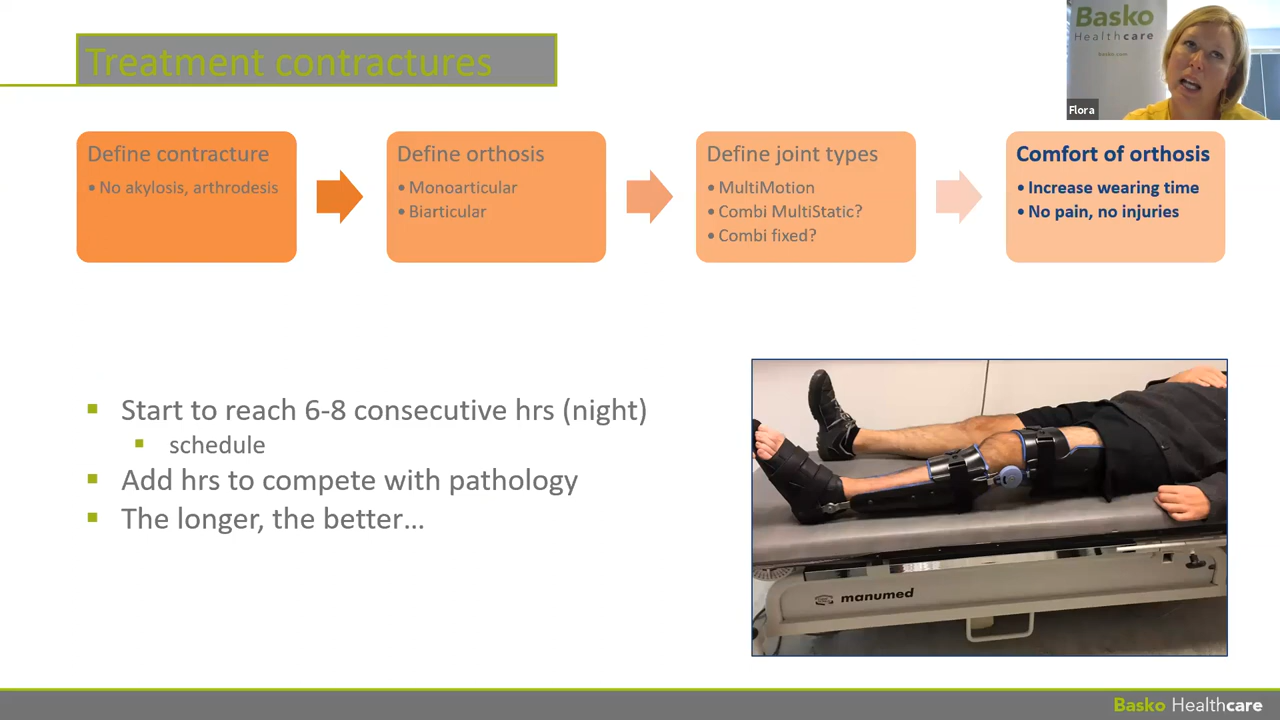 Treatment contractures
Basko
Healthcare
basko.com
Flora
Define contracture
• No akylosis, arthrodesis
Define orthosis
• Monoarticular
• Biarticular
Define joint types
• MultiMotion
• Combi MultiStatic?
• Combi fixed?
Comfort of orthosis
• Increase wearing time
• No pain, no injuries
Start to reach 6-8 consecutive hrs (night)
schedule
Add hrs to compete with pathology
The longer, the better...
manumed
Basko Healthcare